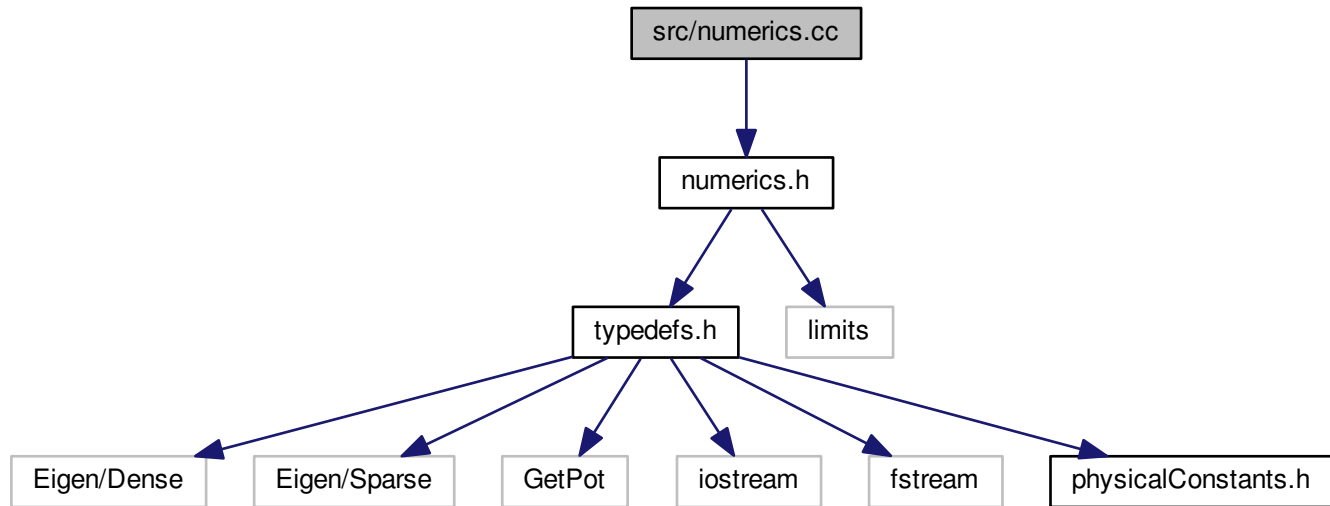 src/numerics.cc
numerics.h
typedefs.h
limits
Eigen/Dense
Eigen/Sparse
GetPot
iostream
fstream
physicalConstants.h